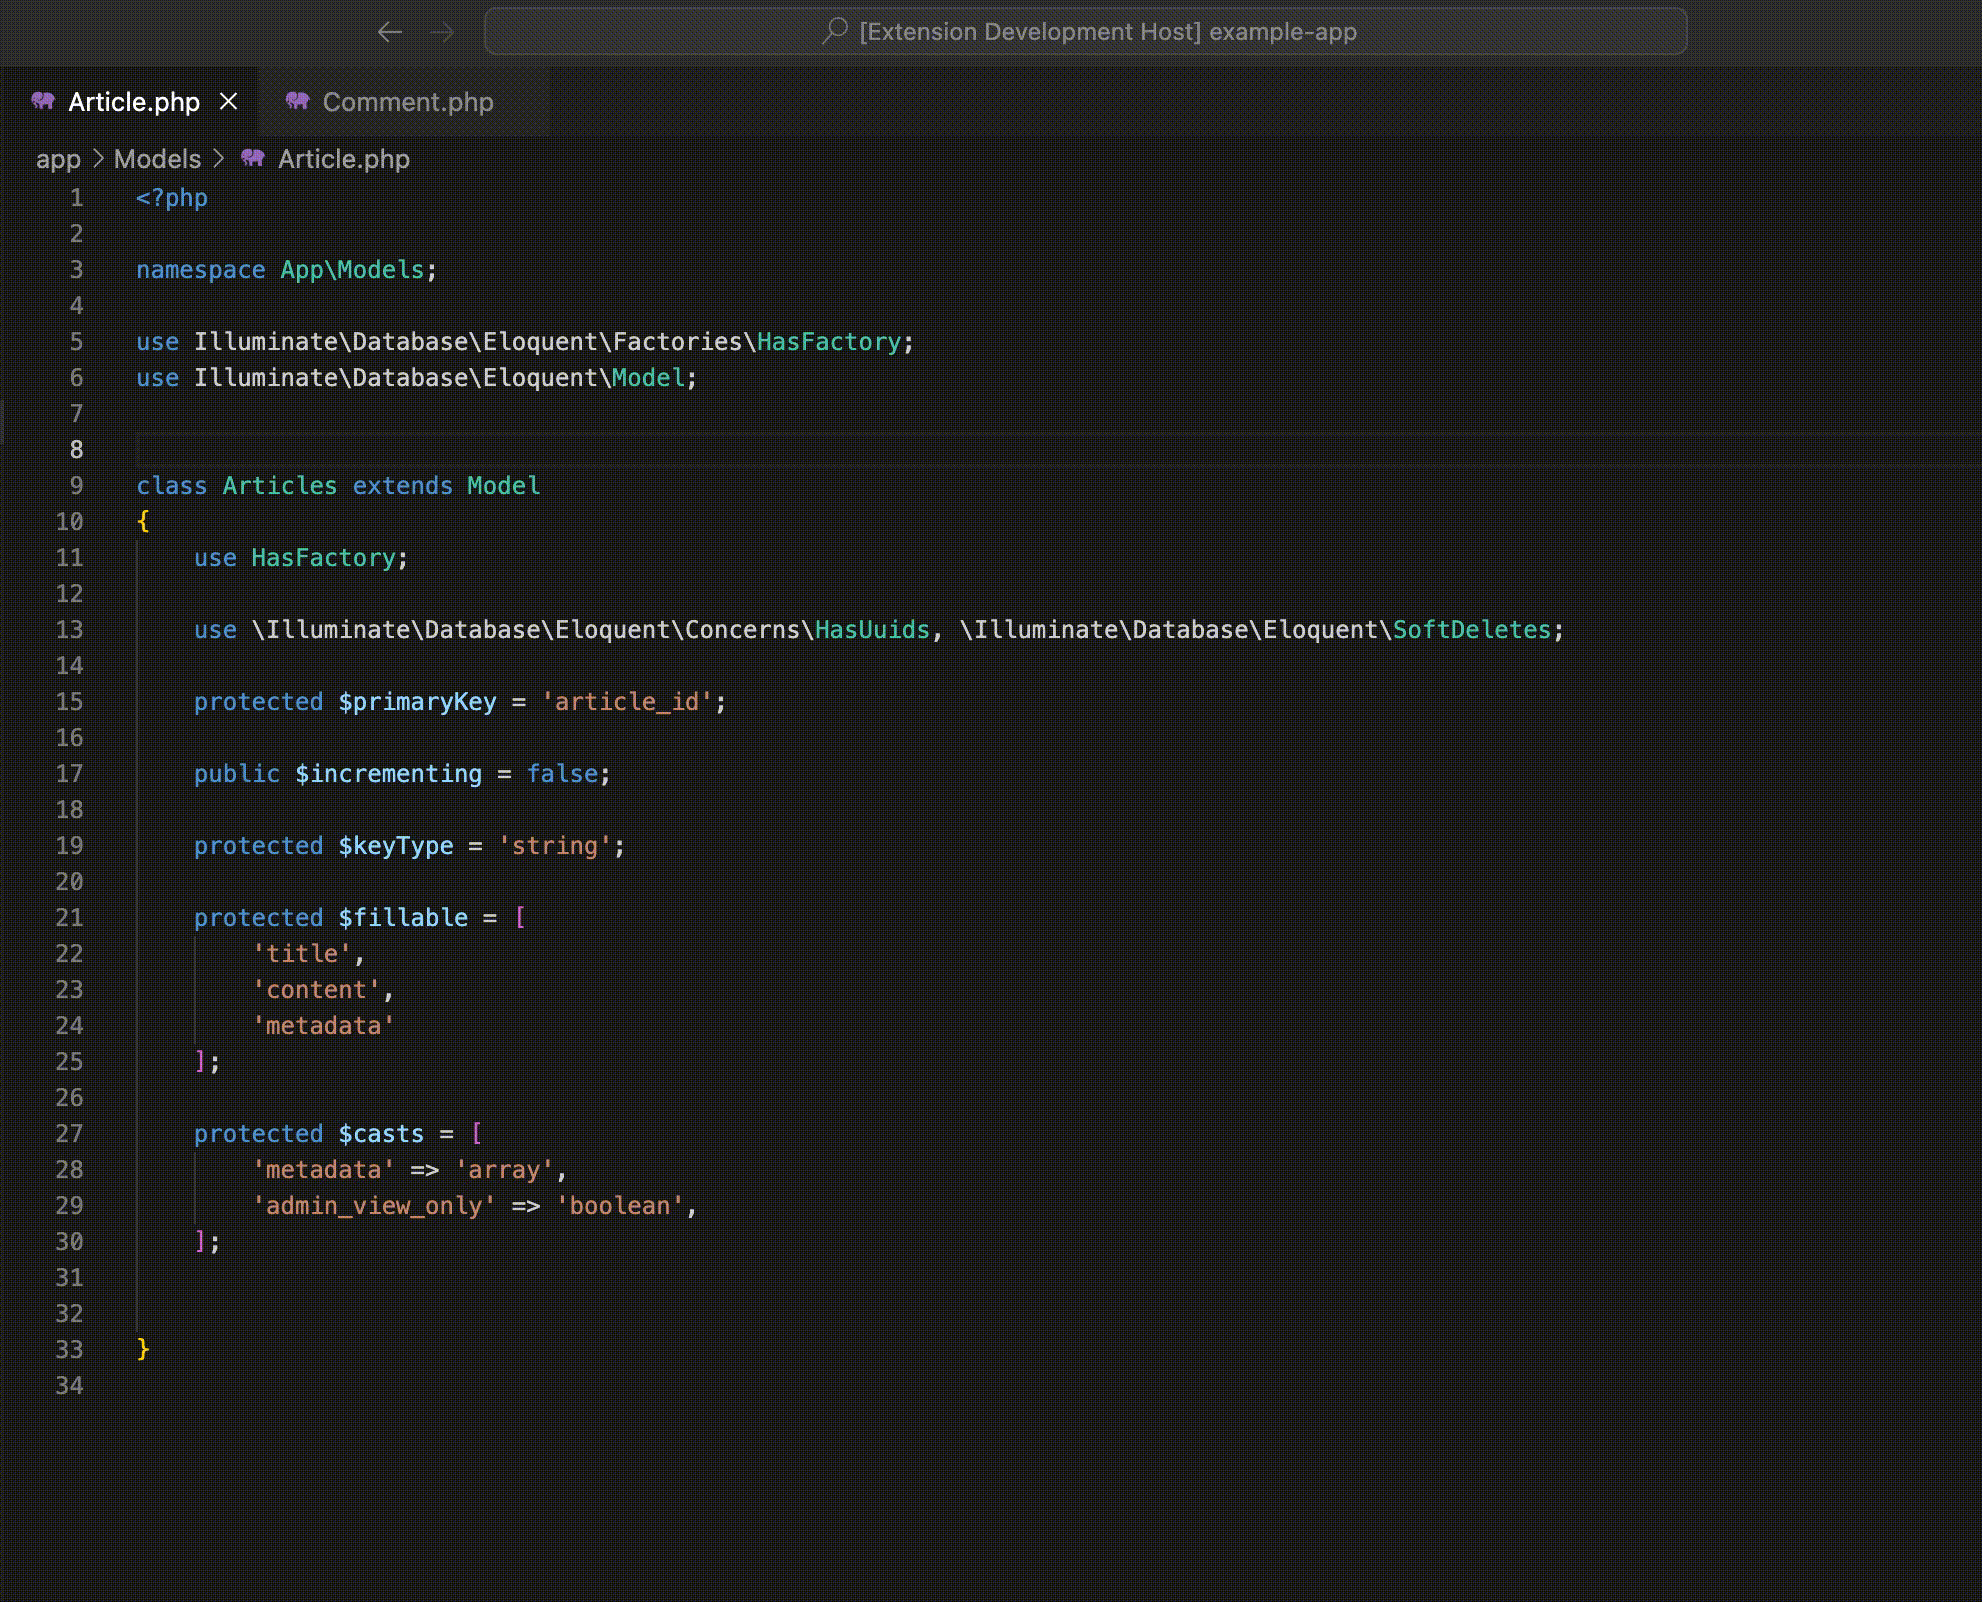 [Extension Development Host] example-app
Article.php
Comment.php
app > Models > Article.php
1 <?php
2
3 namespace App\Models;
4
5 use Illuminate\Database\Eloquent\Factories\HasFactory;
6 use Illuminate\Database\Eloquent\Model;
7
8
9 class Articles extends Model
10 {
11     use HasFactory;
12
13     use \Illuminate\Database\Eloquent\Concerns\HasUuids, \Illuminate\Database\Eloquent\SoftDeletes;
14
15     protected $primaryKey = 'article_id';
16
17     public $incrementing = false;
18
19     protected $keyType = 'string';
20
21     protected $fillable = [
22         'title',
23         'content',
24         'metadata'
25     ];
26
27     protected $casts = [
28         'metadata' => 'array',
29         'admin_view_only' => 'boolean',
30     ];
31
32
33 }
34